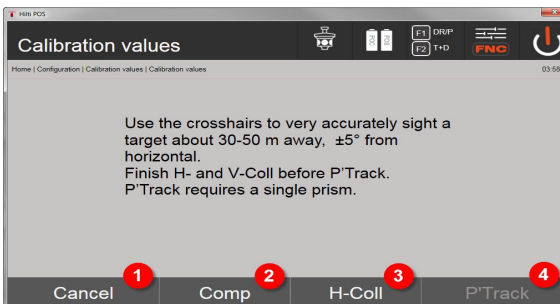 Hilti POS
Calibration values
POC
POS
F1 DR/P
F2 T+D
FNC
Home | Configuration | Calibration values | Calibration values
03:58
Use the crosshairs to very accurately sight a
target about 30-50 m away, ±5° from
horizontal.
Finish H- and V-Coll before P'Track.
P'Track requires a single prism.
1
2
3
4
Cancel
Comp
H-Coll
P'Track